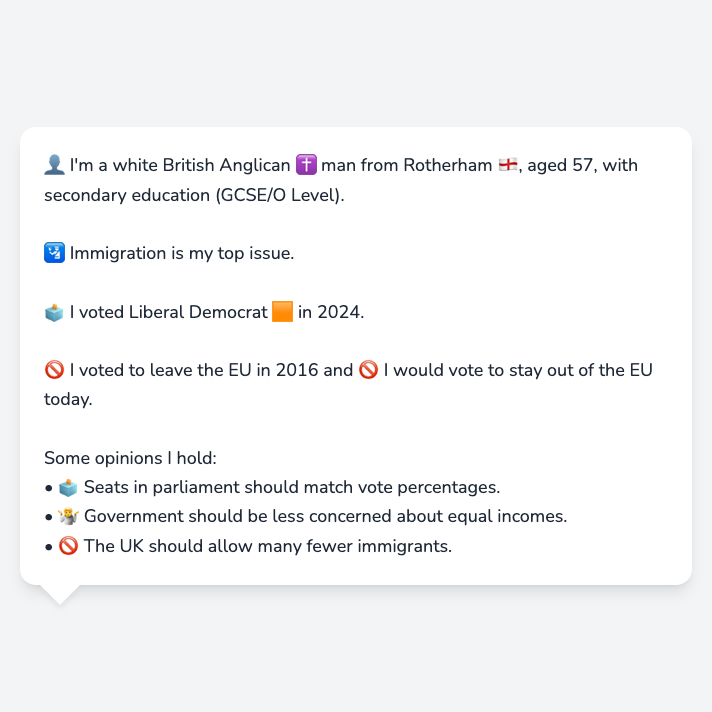 👤 I'm a white British Anglican ✝️ man from Rotherham 🏴󠁧󠁢󠁥󠁮󠁧󠁿, aged 57, with
secondary education (GCSE/O Level).
🛂 Immigration is my top issue.
🗳️ I voted Liberal Democrat 🟧 in 2024.
🚫 I voted to leave the EU in 2016 and 🚫 I would vote to stay out of the EU
today.
Some opinions I hold:
• 🗳️ Seats in parliament should match vote percentages.
• 🤷 Government should be less concerned about equal incomes.
• 🚫 The UK should allow many fewer immigrants.